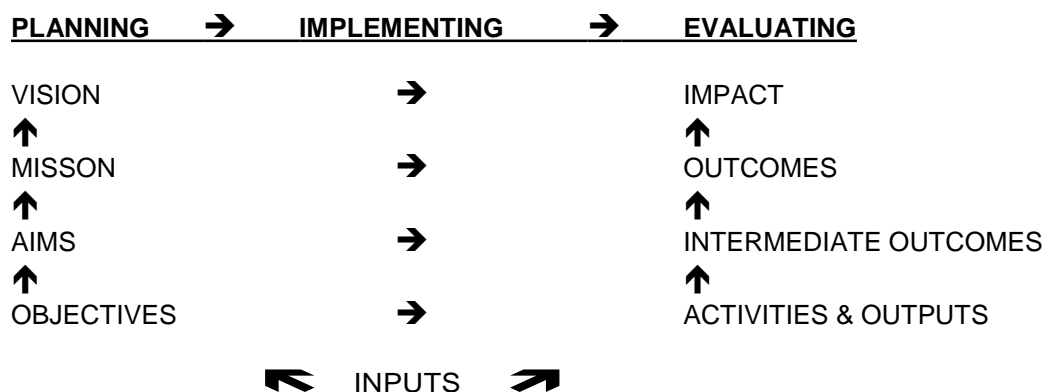 PLANNING ➔ IMPLEMENTING ➔ EVALUATING
VISION ➔ IMPACT
MISSON ➔ OUTCOMES
AIMS ➔ INTERMEDIATE OUTCOMES
OBJECTIVES ➔ ACTIVITIES & OUTPUTS
INPUTS